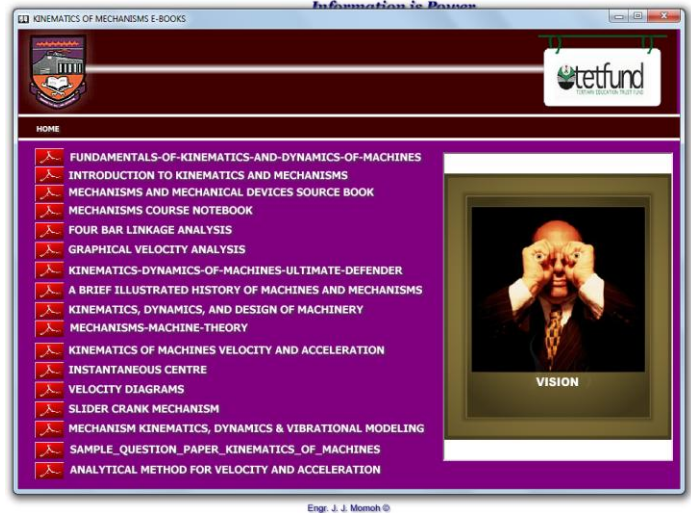 Information is Power
KINEMATICS OF MECHANISMS E-BOOKS
tetfund
TERTIARY EDUCATION TRUST FUND
HOME
FUNDAMENTALS-OF-KINEMATICS-AND-DYNAMICS-OF-MACHINES
INTRODUCTION TO KINEMATICS AND MECHANISMS
MECHANISMS AND MECHANICAL DEVICES SOURCE BOOK
MECHANISMS COURSE NOTEBOOK
FOUR BAR LINKAGE ANALYSIS
GRAPHICAL VELOCITY ANALYSIS
KINEMATICS-DYNAMICS-OF-MACHINES-ULTIMATE-DEFENDER
A BRIEF ILLUSTRATED HISTORY OF MACHINES AND MECHANISMS
KINEMATICS, DYNAMICS, AND DESIGN OF MACHINERY
MECHANISMS-MACHINE-THEORY
KINEMATICS OF MACHINES VELOCITY AND ACCELERATION
INSTANTANEOUS CENTRE
VELOCITY DIAGRAMS
SLIDER CRANK MECHANISM
MECHANISM KINEMATICS, DYNAMICS & VIBRATIONAL MODELING
SAMPLE_QUESTION_PAPER_KINEMATICS_OF_MACHINES
ANALYTICAL METHOD FOR VELOCITY AND ACCELERATION
VISION
Engr. J. J. Momoh ©